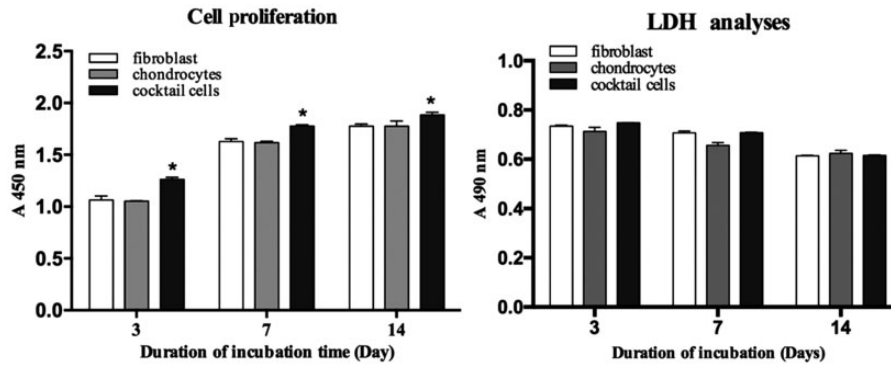 Cell proliferation
fibroblast
chondrocytes
cocktail cells
A 450 nm
2.5
2.0
1.5
1.0
0.5
0.0
*
*
*
3 7 14
Duration of incubation time (Day)
LDH analyses
fibroblast
chondrocytes
cocktail cells
A 490 nm
1.0
0.8
0.6
0.4
0.2
0.0
3 7 14
Duration of incubation (Days)